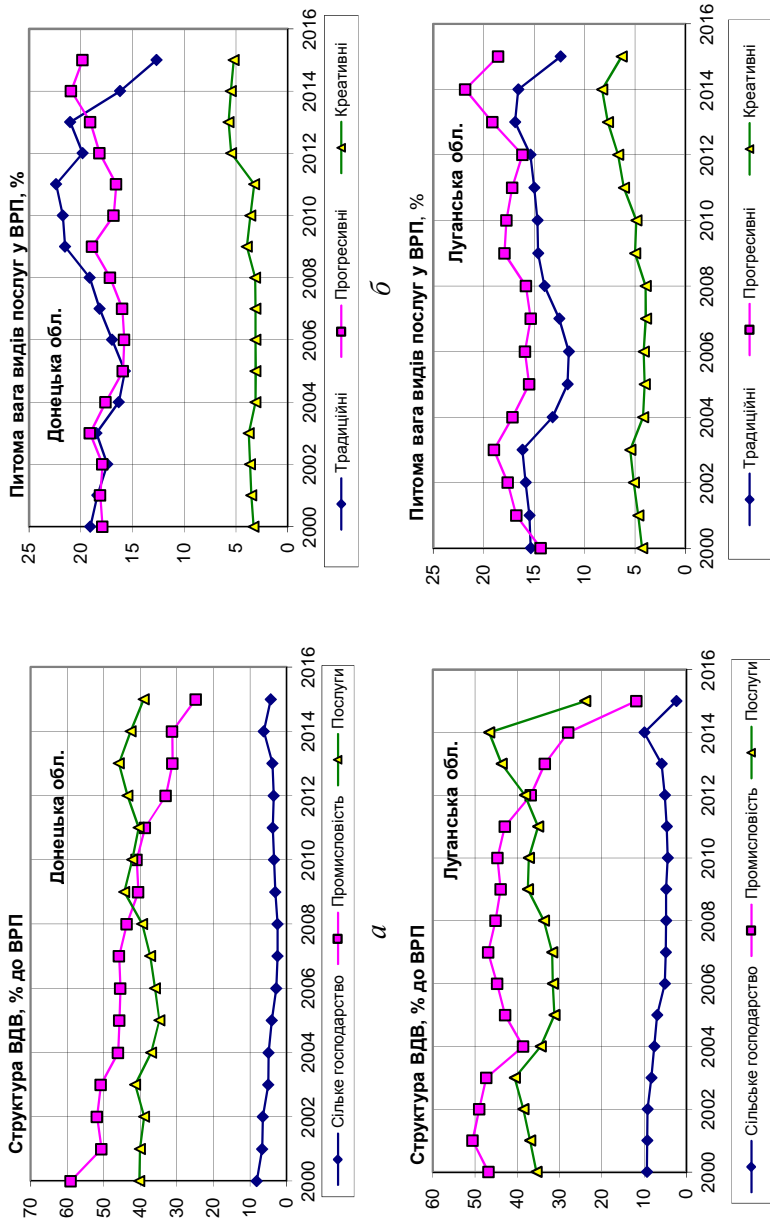 Структура ВДВ, % до ВРП
Донецька обл.
70
60
50
40
30
20
10
0
2000 2002 2004 2006 2008 2010 2012 2014 2016
Сільке господарство Промисловість Послуги
Питома вага видів послуг у ВРП, %
Донецька обл.
25
20
15
10
5
0
2000 2002 2004 2006 2008 2010 2012 2014 2016
Традиційні Прогресивні Креативні
а
б
Структура ВДВ, % до ВРП
Луганська обл.
60
50
40
30
20
10
0
2000 2002 2004 2006 2008 2010 2012 2014 2016
Сільське господарство Промисловість Послуги
Питома вага видів послуг у ВРП, %
Луганська обл.
25
20
15
10
5
0
2000 2002 2004 2006 2008 2010 2012 2014 2016
Традиційні Прогресивні Креативні